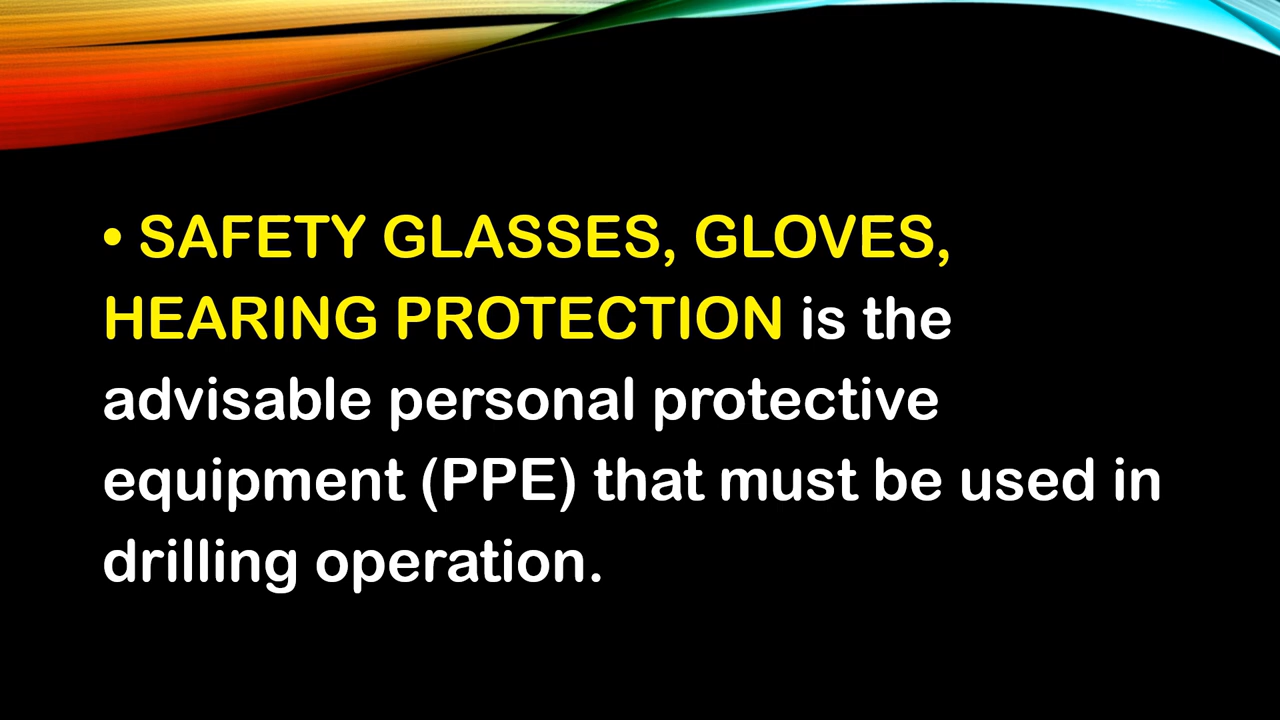 • SAFETY GLASSES, GLOVES,
HEARING PROTECTION is the
advisable personal protective
equipment (PPE) that must be used in
drilling operation.